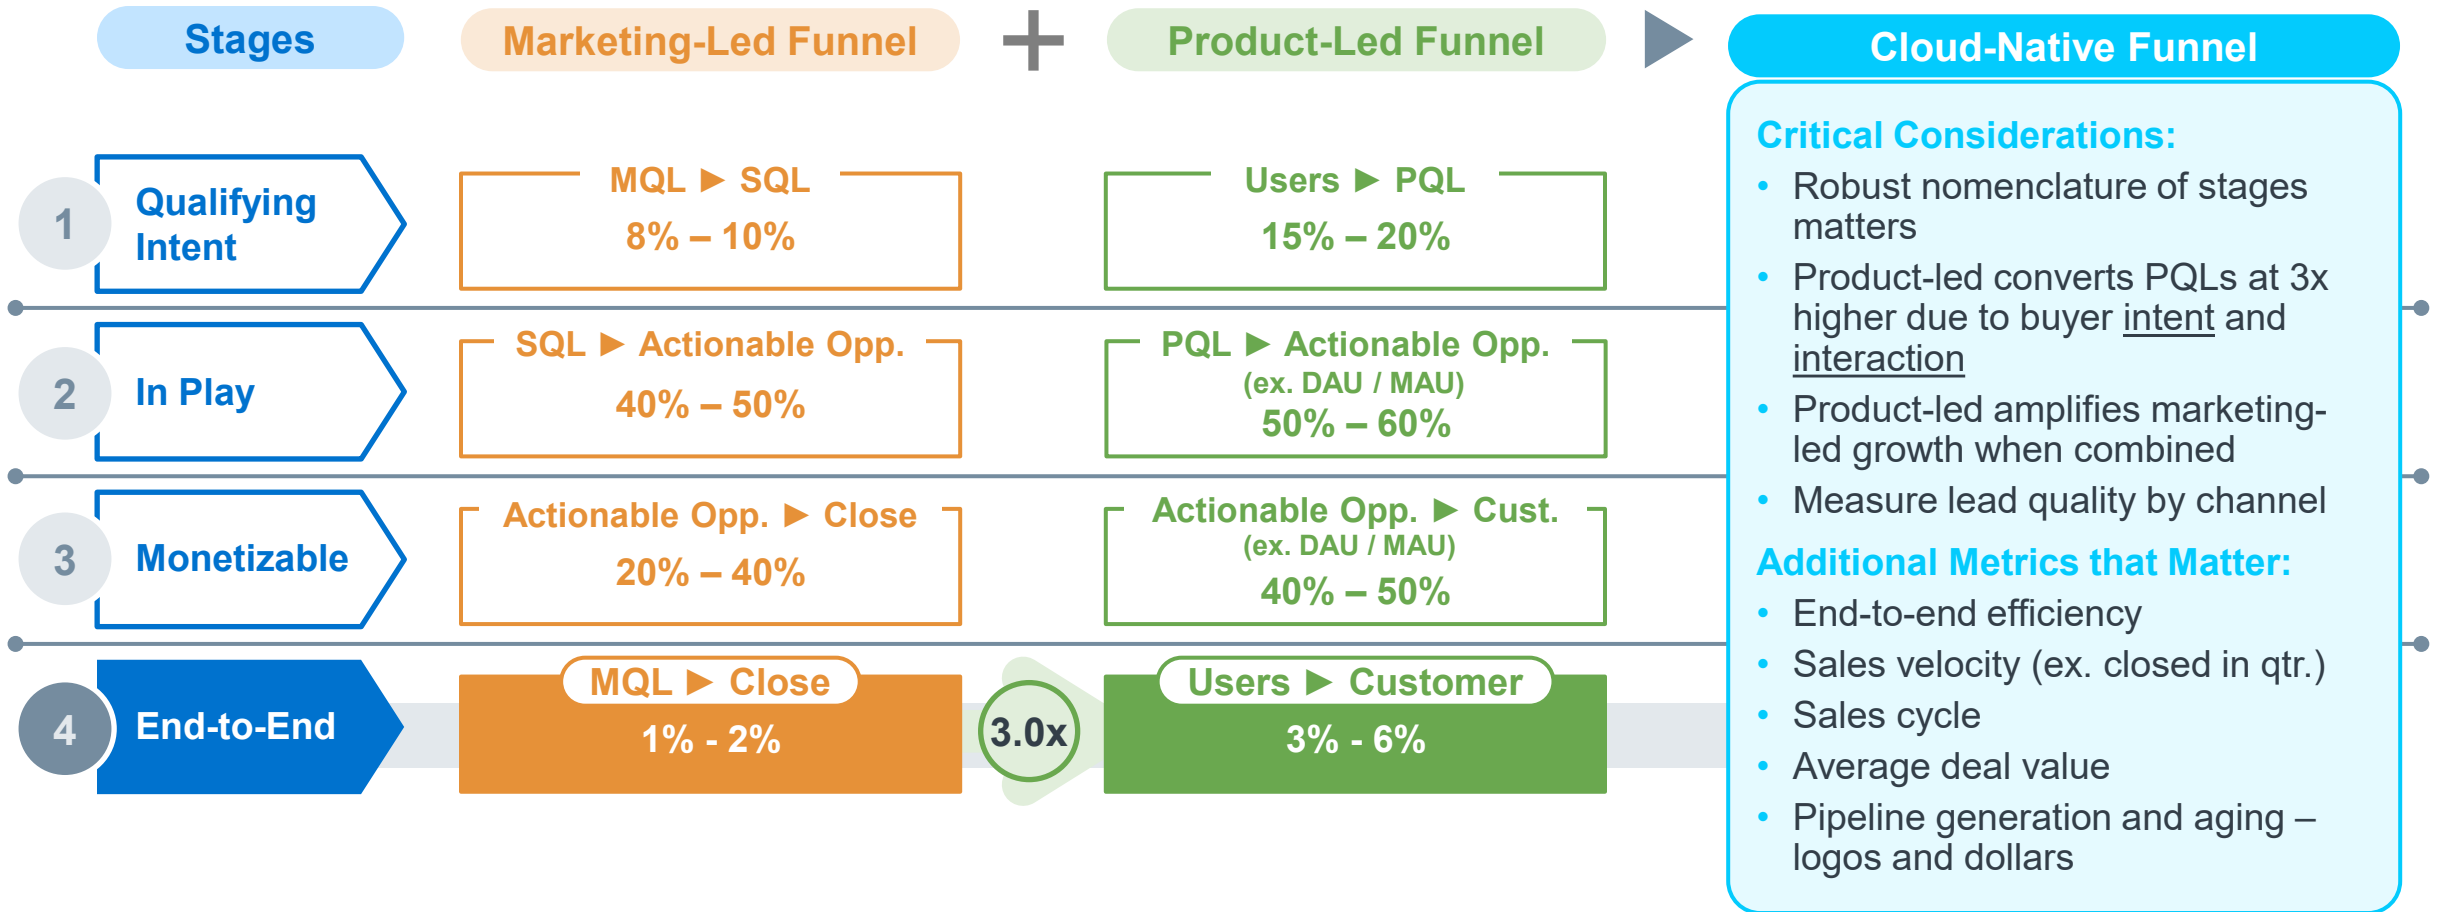 Stages
Marketing-Led Funnel
+
Product-Led Funnel
Cloud-Native Funnel
1
Qualifying
Intent
MQL ► SQL
8% – 10%
Users ► PQL
15% – 20%
2
In Play
SQL ► Actionable Opp.
40% – 50%
PQL ► Actionable Opp.
(ex. DAU / MAU)
50% – 60%
3
Monetizable
Actionable Opp. ► Close
20% – 40%
Actionable Opp. ► Cust.
(ex. DAU / MAU)
40% – 50%
4
End-to-End
MQL ► Close
1% - 2%
3.0x
Users ► Customer
3% - 6%
Critical Considerations:
• Robust nomenclature of stages
matters
• Product-led converts PQLs at 3x
higher due to buyer intent and
interaction
• Product-led amplifies marketing-
led growth when combined
• Measure lead quality by channel
Additional Metrics that Matter:
• End-to-end efficiency
• Sales velocity (ex. closed in qtr.)
• Sales cycle
• Average deal value
• Pipeline generation and aging –
logos and dollars